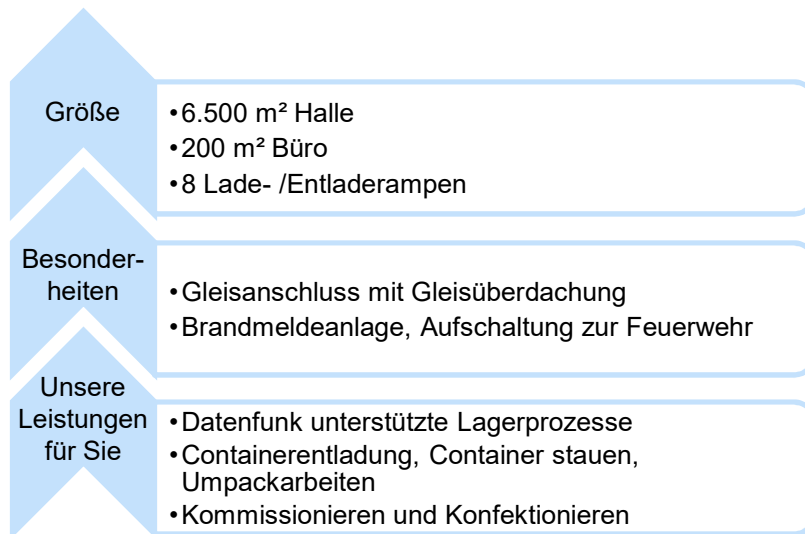 Größe
•6.500 m² Halle
•200 m² Büro
•8 Lade- /Entladerampen
Besonder-
heiten
•Gleisanschluss mit Gleisüberdachung
•Brandmeldeanlage, Aufschaltung zur Feuerwehr
Unsere
Leistungen
für Sie
•Datenfunk unterstützte Lagerprozesse
•Containerentladung, Container stauen,
Umpackarbeiten
•Kommissionieren und Konfektionieren